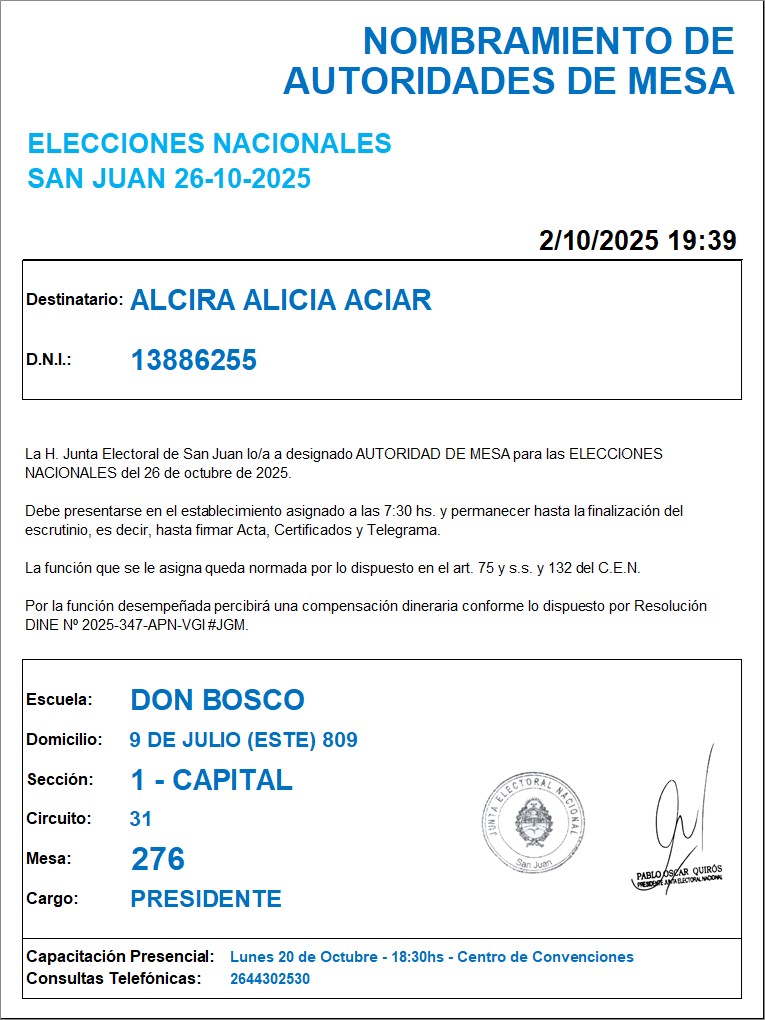 NOMBRAMIENTO DE
AUTORIDADES DE MESA
ELECCIONES NACIONALES
SAN JUAN 26-10-2025
2/10/2025 19:39
Destinatario: ALCIRA ALICIA ACIAR
D.N.I.: 13886255
La H. Junta Electoral de San Juan lo/a a designado AUTORIDAD DE MESA para las ELECCIONES
NACIONALES del 26 de octubre de 2025.
Debe presentarse en el establecimiento asignado a las 7:30 hs. y permanecer hasta la finalización del
escrutinio, es decir, hasta firmar Acta, Certificados y Telegrama.
La función que se le asigna queda normada por lo dispuesto en el art. 75 y s.s. y 132 del C.E.N.
Por la función desempeñada percibirá una compensación dineraria conforme lo dispuesto por Resolución
DINE Nº 2025-347-APN-VGI#JGM.
Escuela: DON BOSCO
Domicilio: 9 DE JULIO (ESTE) 809
Sección: 1 - CAPITAL
Circuito: 31
Mesa: 276
Cargo: PRESIDENTE
JUNTA ELECTORAL NACIONAL
San Juan
PABLO OSCAR QUIRÓS
PRESIDENTE JUNTA ELECTORAL NACIONAL
Capacitación Presencial: Lunes 20 de Octubre - 18:30hs - Centro de Convenciones
Consultas Telefónicas: 2644302530